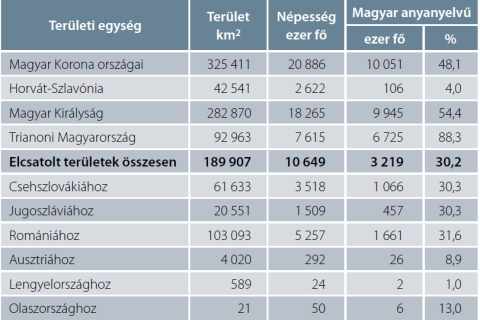 Területi egység Terület km² Népesség ezer fő Magyar anyanyelvű
ezer fő %
Magyar Korona országai 325 411 20 886 10 051 48,1
Horvát-Szlavónia 42 541 2 622 106 4,0
Magyar Királyság 282 870 18 265 9 945 54,4
Trianoni Magyarország 92 963 7 615 6 725 88,3
Elcsatolt területek összesen 189 907 10 649 3 219 30,2
Csehszlovákiához 61 633 3 518 1 066 30,3
Jugoszláviához 20 551 1 509 457 30,3
Romániához 103 093 5 257 1 661 31,6
Ausztriához 4 020 292 26 8,9
Lengyelországhoz 589 24 2 1,0
Olaszországhoz 21 50 6 13,0